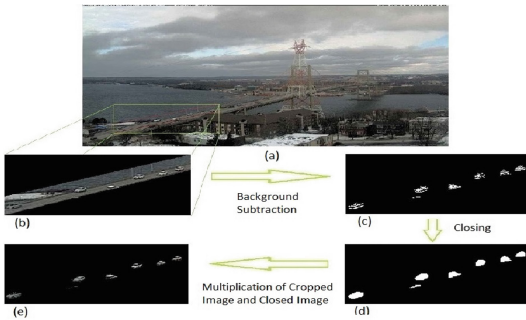 (a)
(b)
Background
Subtraction
(c)
Closing
(e)
Multiplication of Cropped
Image and Closed Image
(d)